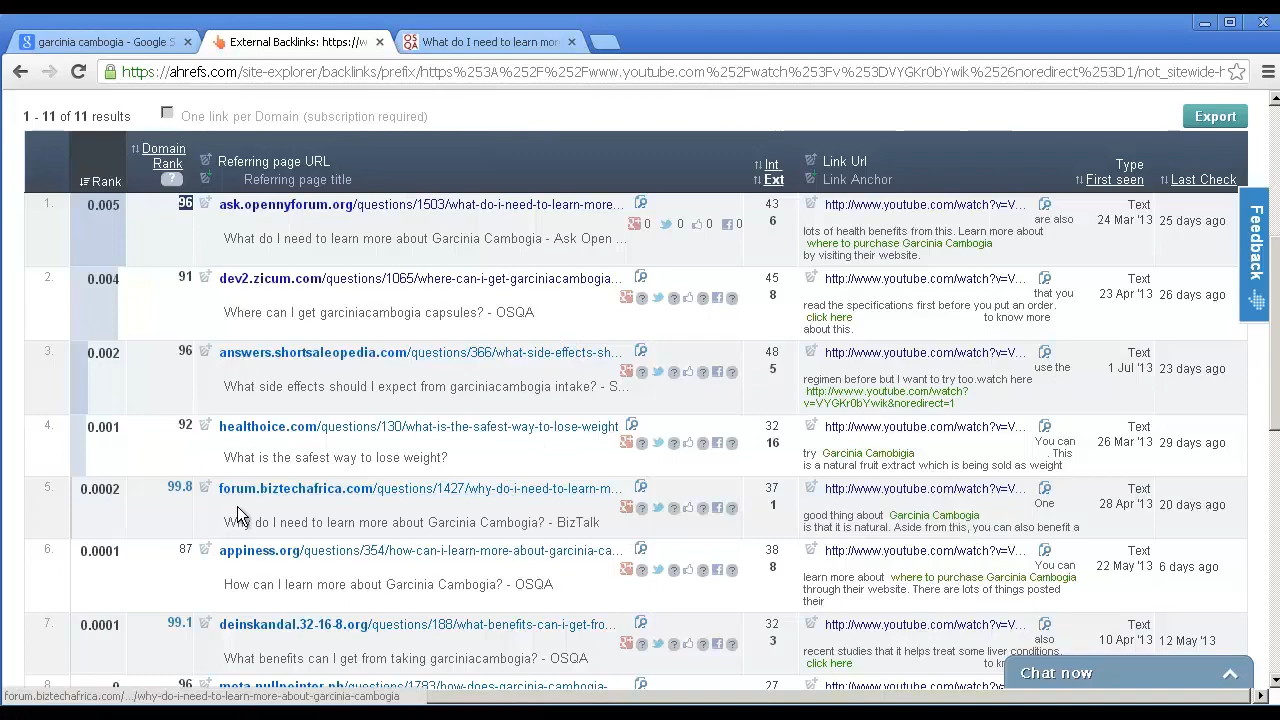 garcinia cambogia - Google S
External Backlinks: https://w
What do I need to learn mor
https://ahrefs.com/site-explorer/backlinks/prefix/https%253A%252F%252Fwww.youtube.com%252Fwatch%253Fv%253DVYGKr0bYwik%2526noredirect%253D1/not_sitewide-h
1 - 11 of 11 results
One link per Domain (subscription required)
Export
Rank
Domain Rank
?
Referring page URL
Referring page title
Int
Ext
Link Url
Link Anchor
Type
First seen
Last Check
1.
0.005
96
ask.opennyforum.org/questions/1503/what-do-i-need-to-learn-more...
0 0 0 0
What do I need to learn more about Garcinia Cambogia - Ask Open ...
43
6
http://www.youtube.com/watch?v=V...
are also
lots of health benefits from this. Learn more about
where to purchase Garcinia Cambogia
by visiting their website.
Text
24 Mar '13
25 days ago
2.
0.004
91
dev2.zicum.com/questions/1065/where-can-i-get-garciniacambogia...
? ? ? ?
Where can I get garciniacambogia capsules? - OSQA
45
8
http://www.youtube.com/watch?v=V...
that you
read the specifications first before you put an order.
click here to know more
about this.
Text
23 Apr '13
26 days ago
3.
0.002
96
answers.shortsaleopedia.com/questions/366/what-side-effects-sh...
? ? ? ?
What side effects should I expect from garciniacambogia intake? - S...
48
5
http://www.youtube.com/watch?v=V...
use the
regimen before but I want to try too.watch here
http://www.youtube.com/watch?
v=VYGKr0bYwik&noredirect=1
Text
1 Jul '13
23 days ago
4.
0.001
92
healthoice.com/questions/130/what-is-the-safest-way-to-lose-weight
? ? ? ?
What is the safest way to lose weight?
32
16
http://www.youtube.com/watch?v=V...
You can
try Garcinia Camobigia . This
is a natural fruit extract which is being sold as weight
Text
26 Mar '13
29 days ago
5.
0.0002
99.8
forum.biztechafrica.com/questions/1427/why-do-i-need-to-learn-m...
? ? ? ?
Why do I need to learn more about Garcinia Cambogia? - BizTalk
37
1
http://www.youtube.com/watch?v=V...
One
good thing about Garcinia Cambogia
is that it is natural. Aside from this, you can also benefit a
Text
28 Apr '13
20 days ago
6.
0.0001
87
appiness.org/questions/354/how-can-i-learn-more-about-garcinia-ca...
? ? ? ?
How can I learn more about Garcinia Cambogia? - OSQA
38
8
http://www.youtube.com/watch?v=V...
You can
learn more about where to purchase Garcinia Cambogia
through their website. There are lots of things posted
their
Text
22 May '13
6 days ago
7.
0.0001
99.1
deinskandal.32-16-8.org/questions/188/what-benefits-can-i-get-fro...
? ? ? ?
What benefits can I get from taking garciniacambogia? - OSQA
32
3
http://www.youtube.com/watch?v=V...
also
recent studies that it helps treat some liver conditions.
click here
Text
10 Apr '13
12 May '13
96
meta.pullpointer.ph/questions/1793/how-does-garcinia-cambogia-
27
Feedback
Chat now
forum.biztechafrica.com/.../why-do-i-need-to-learn-more-about-garcinia-cambogia